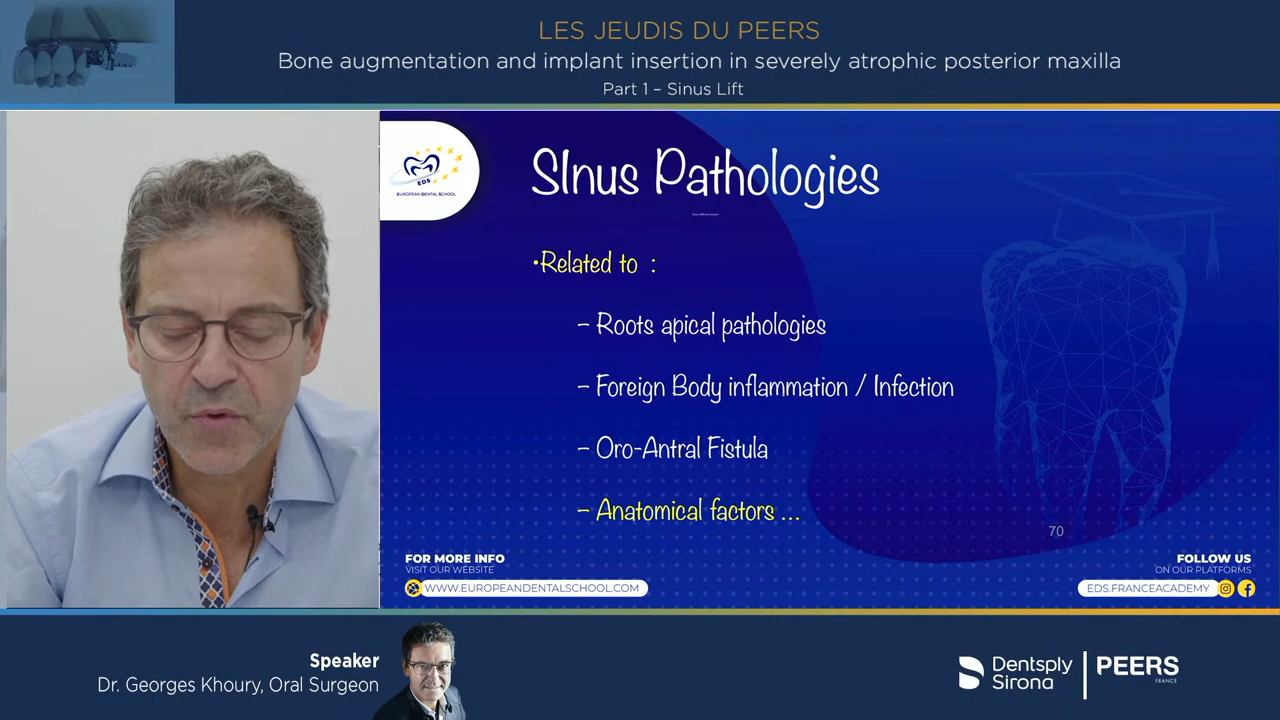 LES JEUDIS DU PEERS
Bone augmentation and implant insertion in severely atrophic posterior maxilla
Part 1 – Sinus Lift
EDS
EUROPEAN DENTAL SCHOOL
SInus Pathologies
•Related to :
– Roots apical pathologies
– Foreign Body inflammation / Infection
– Oro-Antral Fistula
– Anatomical factors ...
70
FOR MORE INFO
VISIT OUR WEBSITE
WWW.EUROPEANDENTALSCHOOL.COM
FOLLOW US
ON OUR PLATFORMS
EDS.FRANCEACADEMY
Speaker
Dr. Georges Khoury, Oral Surgeon
Dentsply
Sirona
PEERS
FRANCE